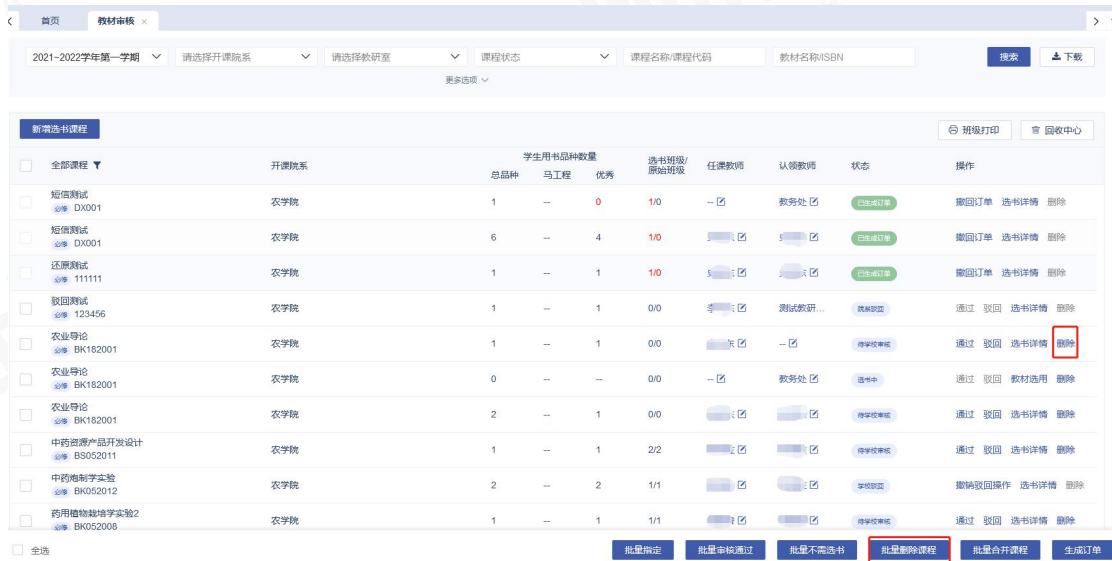 首页 教材审核 ×
2021~2022学年第一学期 请选择开课院系 请选择教研室 课程状态 课程名称/课程代码 教材名称/ISBN 搜索 下载
更多选项
新增选书课程 班级打印 回收中心
全部课程 开课院系 学生用书品种数量 总品种 马工程 优秀 选书班级/原始班级 任课教师 认领教师 状态 操作
短信测试 必修 DX001 农学院 1 -- 0 1/0 -- 教务处 已生成订单 撤回订单 选书详情 删除
短信测试 必修 DX001 农学院 6 -- 4 1/0 已生成订单 撤回订单 选书详情 删除
还原测试 必修 111111 农学院 1 -- 1 1/0 已生成订单 撤回订单 选书详情 删除
驳回测试 必修 123456 农学院 1 -- 1 0/0 李 测试教研... 院系驳回 通过 驳回 选书详情 删除
农业导论 必修 BK182001 农学院 1 -- 1 0/0 -- 待学校审核 通过 驳回 选书详情 删除
农业导论 必修 BK182001 农学院 0 -- -- 0/0 -- 教务处 选书中 通过 驳回 教材选用 删除
农业导论 必修 BK182001 农学院 2 -- 1 0/0 待学校审核 通过 驳回 选书详情 删除
中药资源产品开发设计 必修 BS052011 农学院 1 -- 1 2/2 待学校审核 通过 驳回 选书详情 删除
中药炮制学实验 必修 BK052012 农学院 2 -- 2 1/1 学校驳回 撤销驳回操作 选书详情 删除
药用植物栽培学实验2 必修 BK052008 农学院 1 -- 1 1/1 待学校审核 通过 驳回 选书详情 删除
全选 批量指定 批量审核通过 批量不需选书 批量删除课程 批量合并课程 生成订单